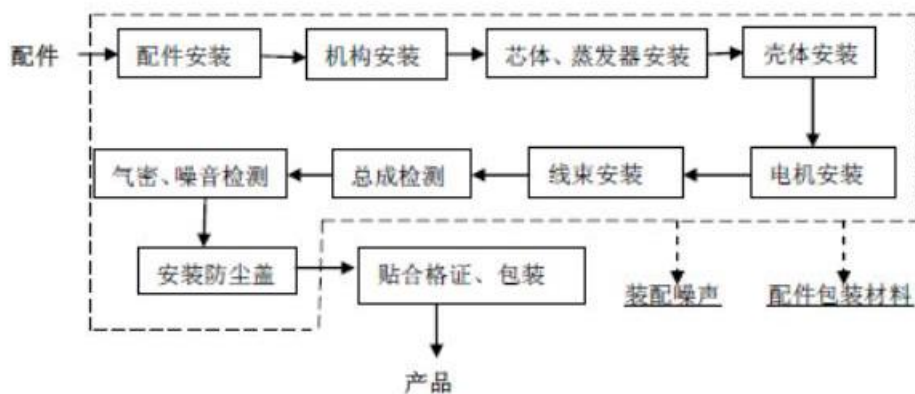 配件
配件安装
机构安装
芯体、蒸发器安装
壳体安装
气密、噪音检测
总成检测
线束安装
电机安装
安装防尘盖
贴合格证、包装
装配噪声
配件包装材料
产品